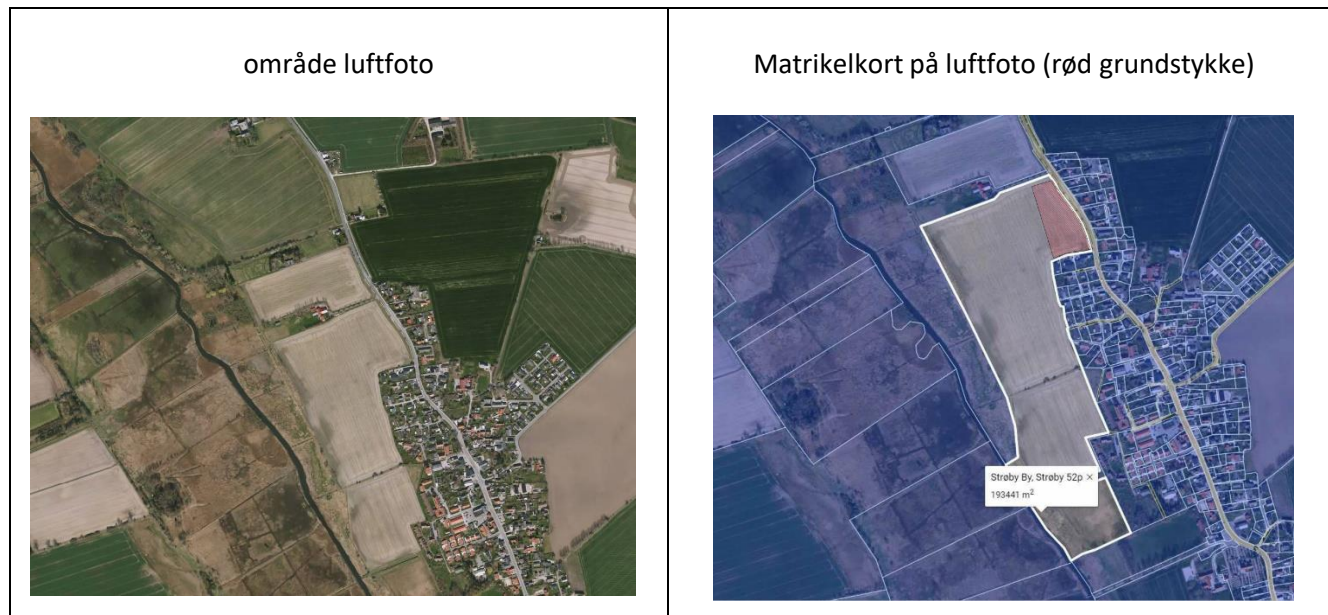 område luftfoto
Matrikelkort på luftfoto (rød grundstykke)
Strøby By, Strøby 52p ×
193441 m²